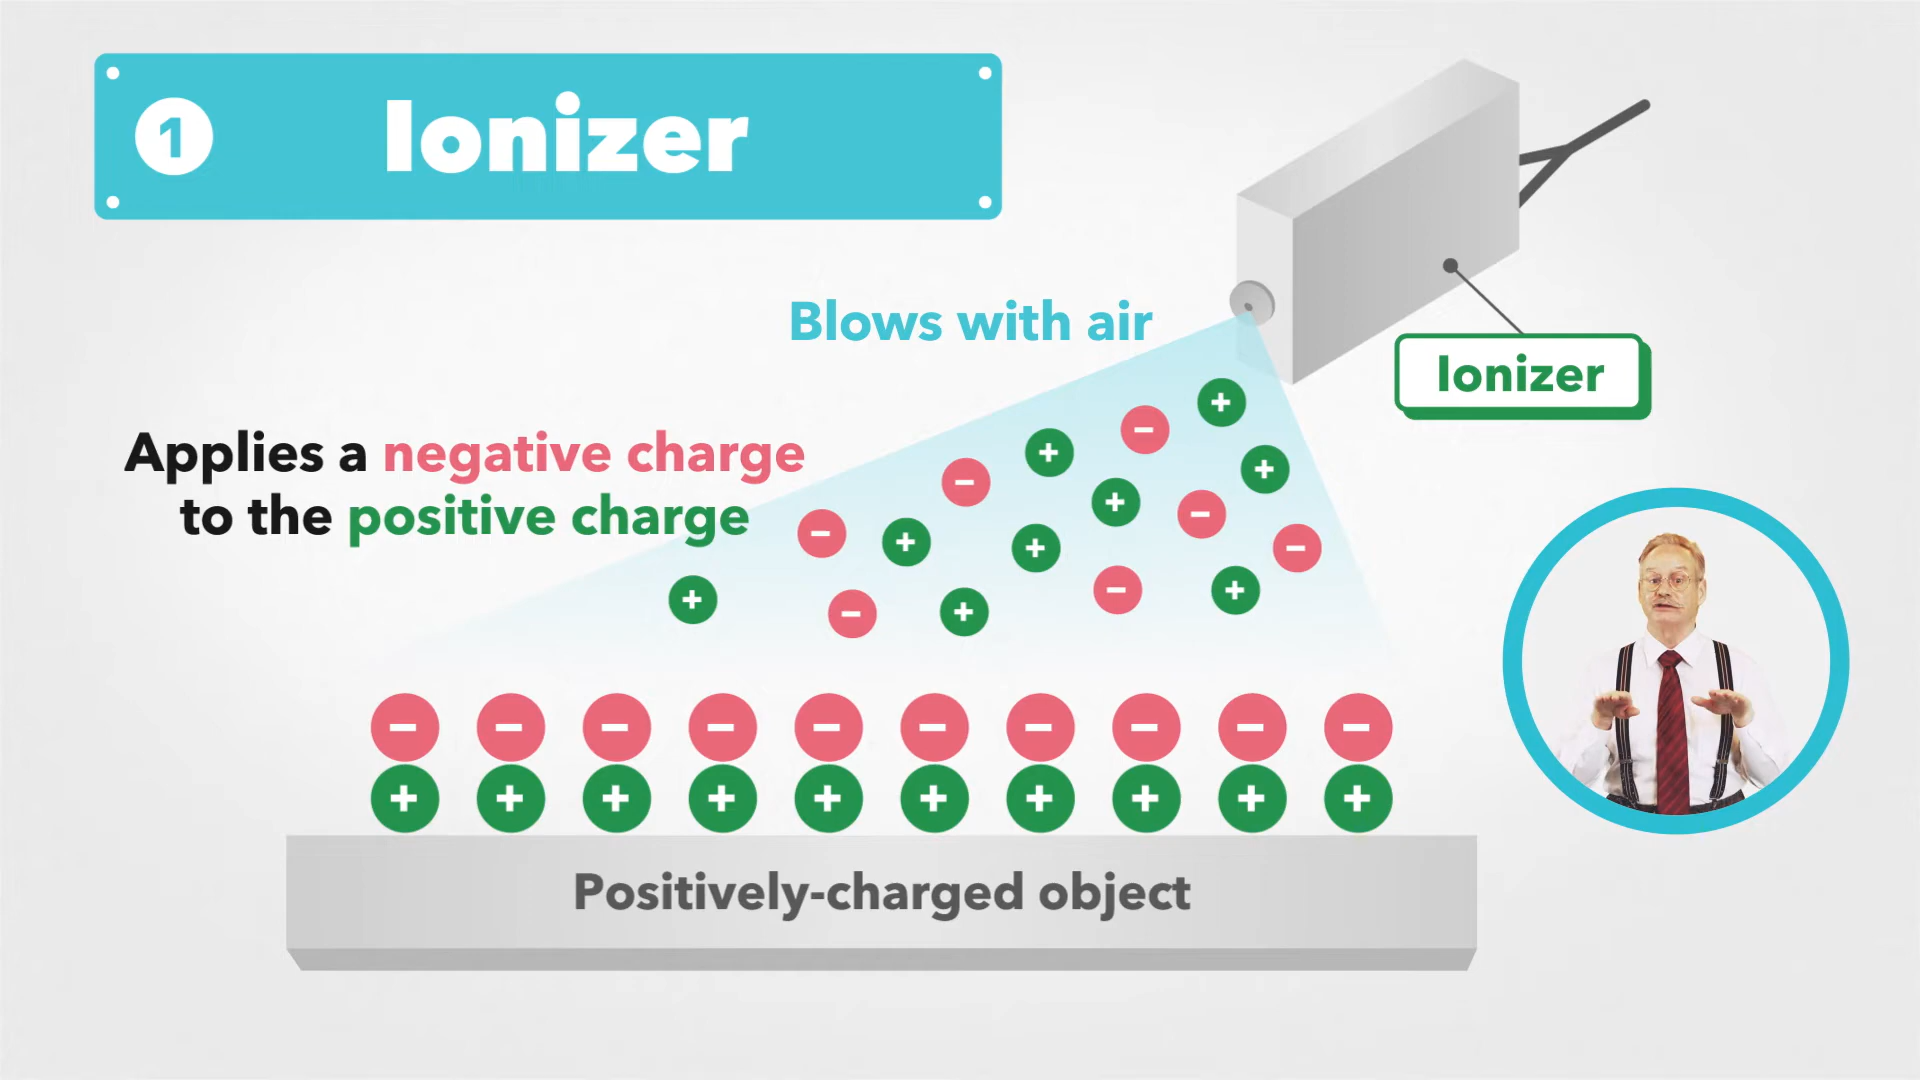 1 Ionizer
Blows with air
Ionizer
Applies a negative charge
to the positive charge
Positively-charged object